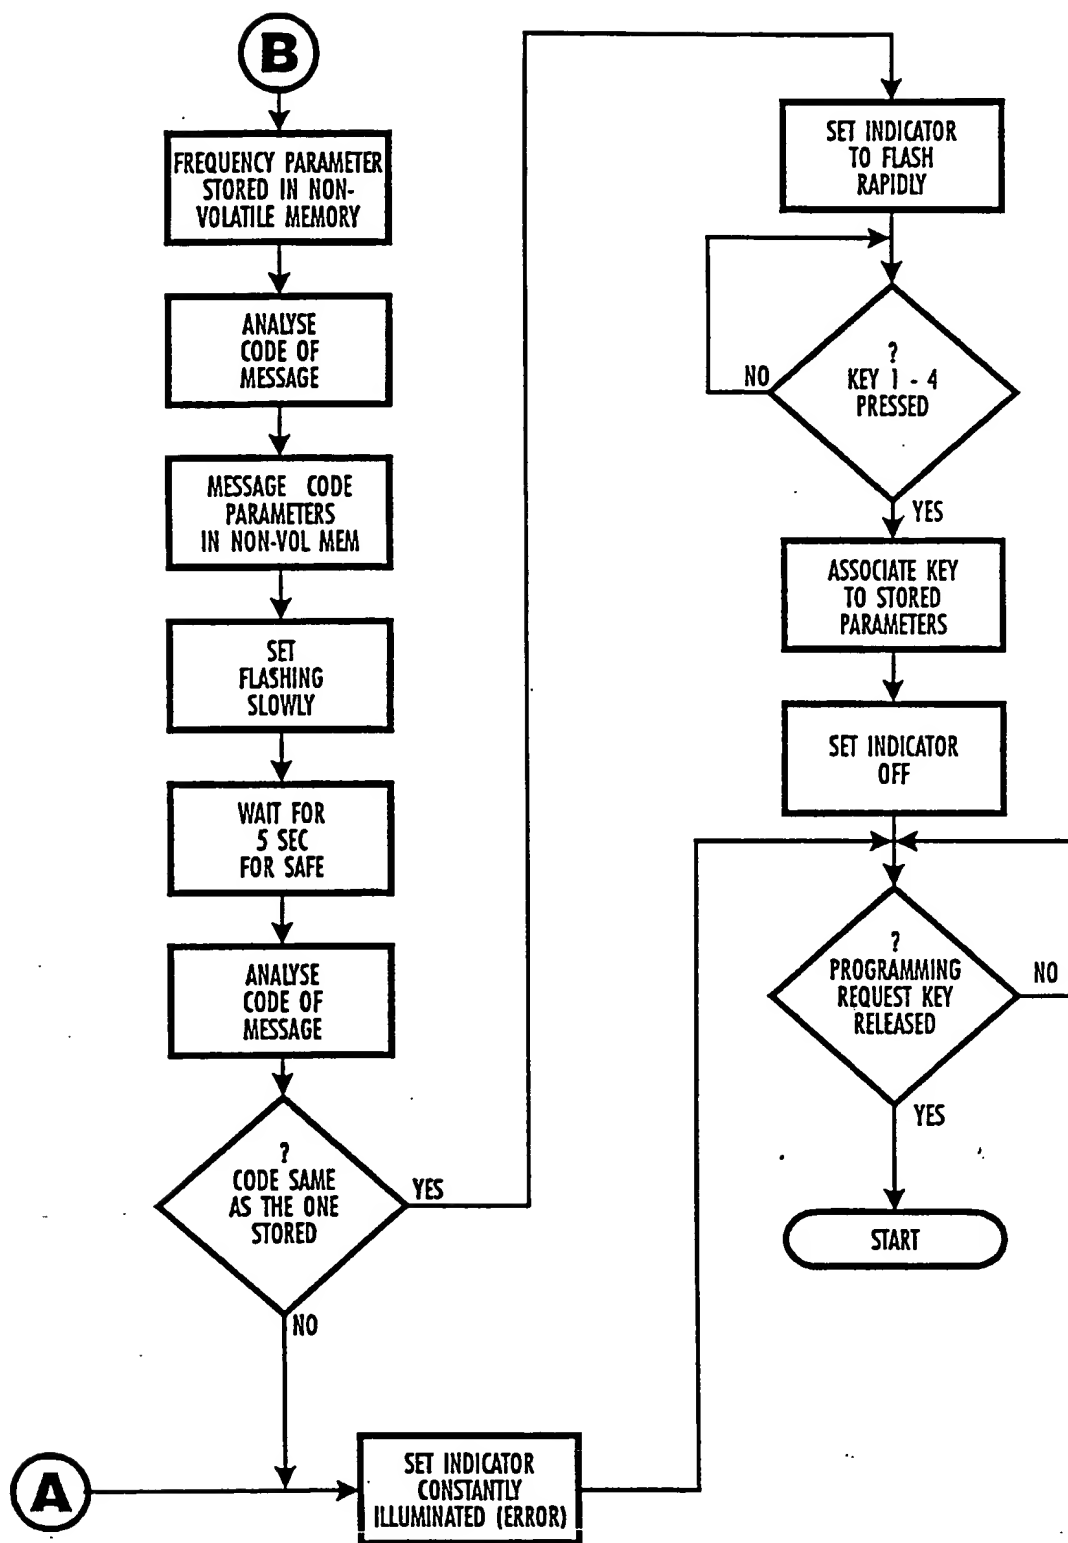 B
FREQUENCY PARAMETER
STORED IN NON-
VOLATILE MEMORY
ANALYSE
CODE OF
MESSAGE
MESSAGE CODE
PARAMETERS
IN NON-VOL MEM
SET
FLASHING
SLOWLY
WAIT FOR
5 SEC
FOR SAFE
ANALYSE
CODE OF
MESSAGE
?
CODE SAME
AS THE ONE
STORED
YES
NO
A
SET INDICATOR
CONSTANTLY
ILLUMINATED (ERROR)
SET INDICATOR
TO FLASH
RAPIDLY
?
KEY 1 - 4
PRESSED
NO
YES
ASSOCIATE KEY
TO STORED
PARAMETERS
SET INDICATOR
OFF
?
PROGRAMMING
REQUEST KEY
RELEASED
NO
YES
START